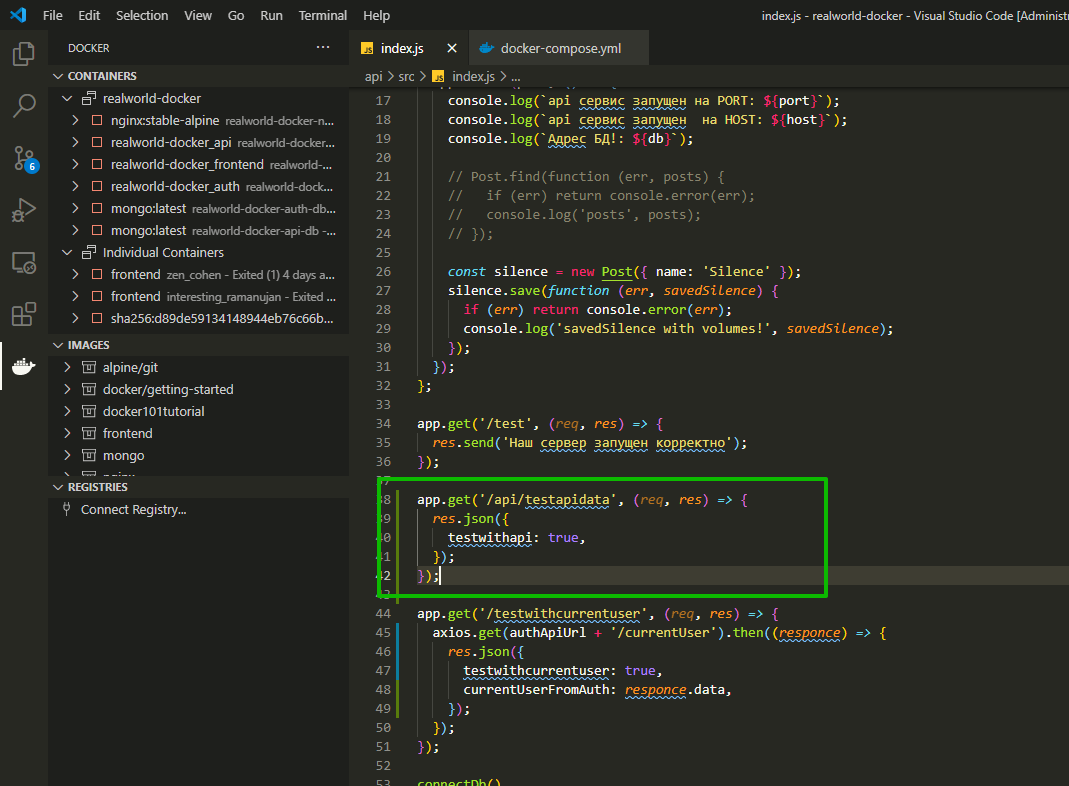 File Edit Selection View Go Run Terminal Help
index.js - realworld-docker - Visual Studio Code [Administ
DOCKER
...
CONTAINERS
realworld-docker
nginx:stable-alpine realworld-docker-n...
realworld-docker_api realworld-docker...
realworld-docker_frontend realworld-...
realworld-docker_auth realworld-dock...
mongo:latest realworld-docker-auth-db...
mongo:latest realworld-docker-api-db -...
Individual Containers
frontend zen_cohen - Exited (1) 4 days a...
frontend interesting_ramanujan - Exited ...
sha256:d89de59134148944eb76c66b...
IMAGES
alpine/git
docker/getting-started
docker101tutorial
frontend
mongo
REGISTRIES
Connect Registry...
6
JS index.js
docker-compose.yml
api > src > JS index.js > ...
17 console.log(`api сервис запущен на PORT: ${port}`);
18 console.log(`api сервис запущен  на HOST: ${host}`);
19 console.log(`Адрес БД!: ${db}`);
20
21 // Post.find(function (err, posts) {
22 //   if (err) return console.error(err);
23 //   console.log('posts', posts);
24 // });
25
26 const silence = new Post({ name: 'Silence' });
27 silence.save(function (err, savedSilence) {
28 if (err) return console.error(err);
29 console.log('savedSilence with volumes!', savedSilence);
30 });
31 });
32 };
33
34 app.get('/test', (req, res) => {
35 res.send('Наш сервер запущен корректно');
36 });
37
38 app.get('/api/testapidata', (req, res) => {
39 res.json({
40 testwithapi: true,
41 });
42 });
43
44 app.get('/testwithcurrentuser', (req, res) => {
45 axios.get(authApiUrl + '/currentUser').then((responce) => {
46 res.json({
47 testwithcurrentuser: true,
48 currentUserFromAuth: responce.data,
49 });
50 });
51 });
52
53 connectDb()